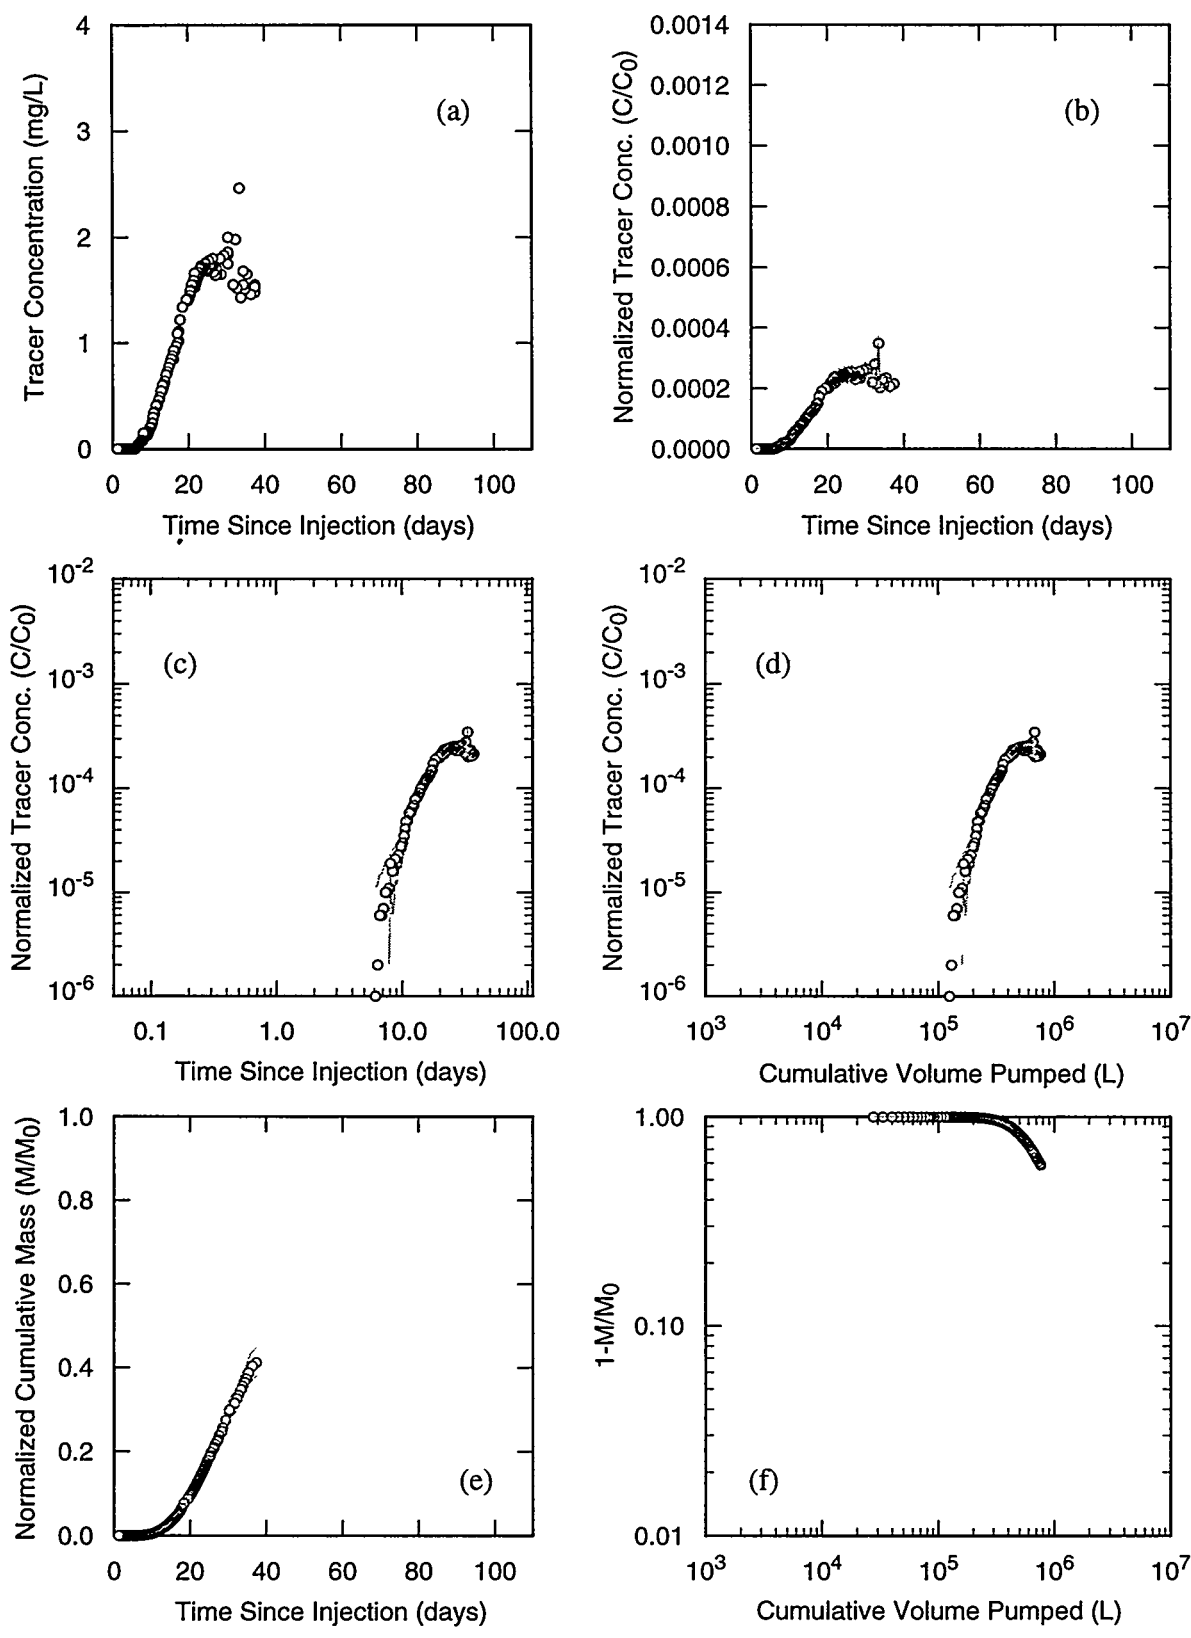 4
3
2
1
0
Tracer Concentration (mg/L)
(a)
0 20 40 60 80 100
Time Since Injection (days)
0.0014
0.0012
0.0010
0.0008
0.0006
0.0004
0.0002
0.0000
Normalized Tracer Conc. (C/C0)
(b)
0 20 40 60 80 100
Time Since Injection (days)
10-2
10-3
10-4
10-5
10-6
Normalized Tracer Conc. (C/C0)
(c)
0.1 1.0 10.0 100.0
Time Since Injection (days)
10-2
10-3
10-4
10-5
10-6
Normalized Tracer Conc. (C/C0)
(d)
103 104 105 106 107
Cumulative Volume Pumped (L)
1.0
0.8
0.6
0.4
0.2
0.0
Normalized Cumulative Mass (M/M0)
(e)
0 20 40 60 80 100
Time Since Injection (days)
1.00
0.10
0.01
1-M/M0
(f)
103 104 105 106 107
Cumulative Volume Pumped (L)